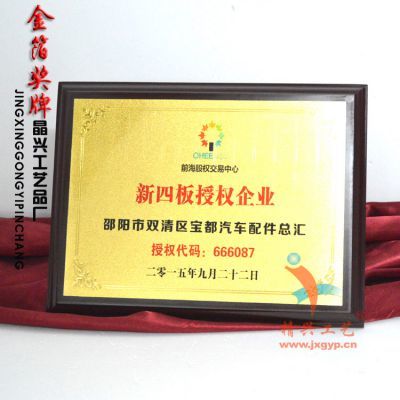 金箔奖牌
晶兴工艺品厂
JINGXINGGONGYIPINCHANG
QHEE
前海股权交易中心
新四板授权企业
邵阳市双清区宝都汽车配件总汇
授权代码：666087
二零一五年九月二十二日
精兴工艺
www.jxgyp.cn